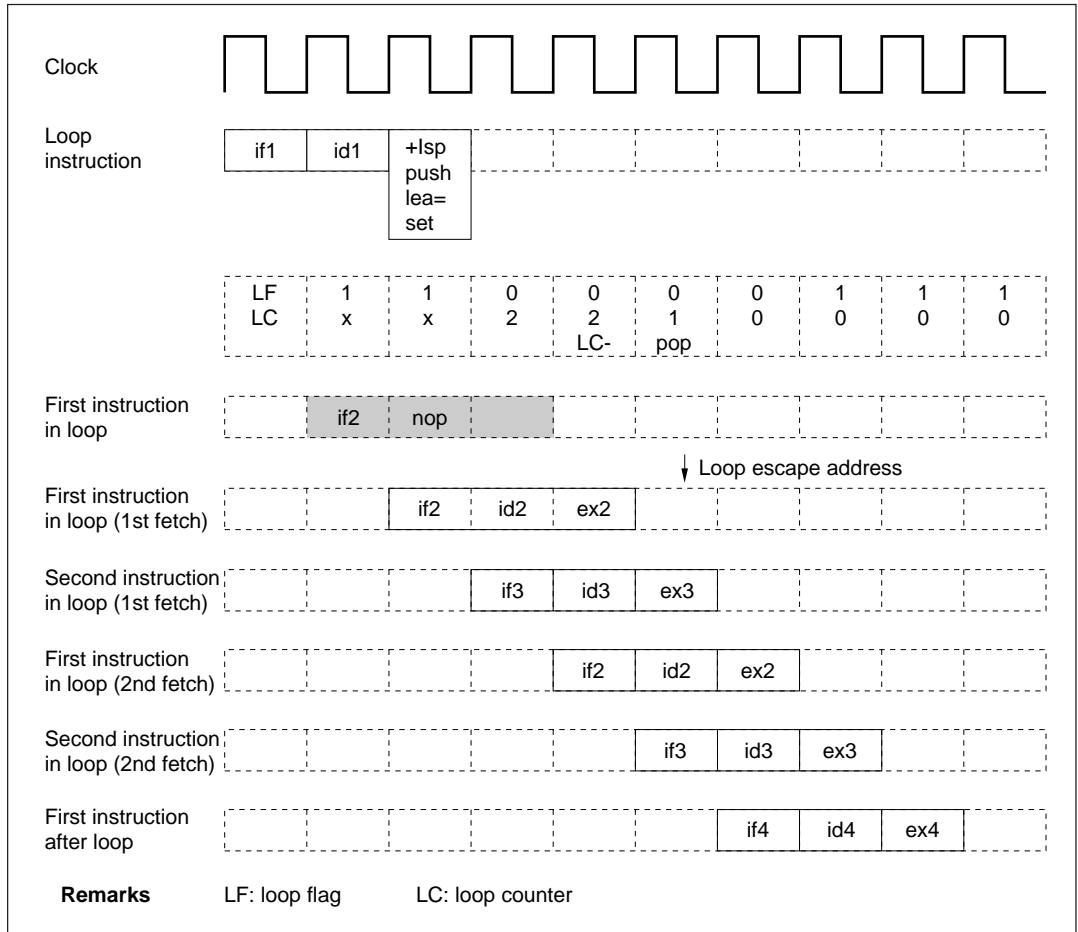 Clock
Loop
instruction
if1 id1 +lsp
push
lea=
set
LF 1 1 0 0 0 0 1 1 1
LC x x 2 2 1 0 0 0 0
LC- pop
First instruction
in loop
if2 nop
Loop escape address
First instruction
in loop (1st fetch)
if2 id2 ex2
Second instruction
in loop (1st fetch)
if3 id3 ex3
First instruction
in loop (2nd fetch)
if2 id2 ex2
Second instruction
in loop (2nd fetch)
if3 id3 ex3
First instruction
after loop
if4 id4 ex4
Remarks LF: loop flag LC: loop counter